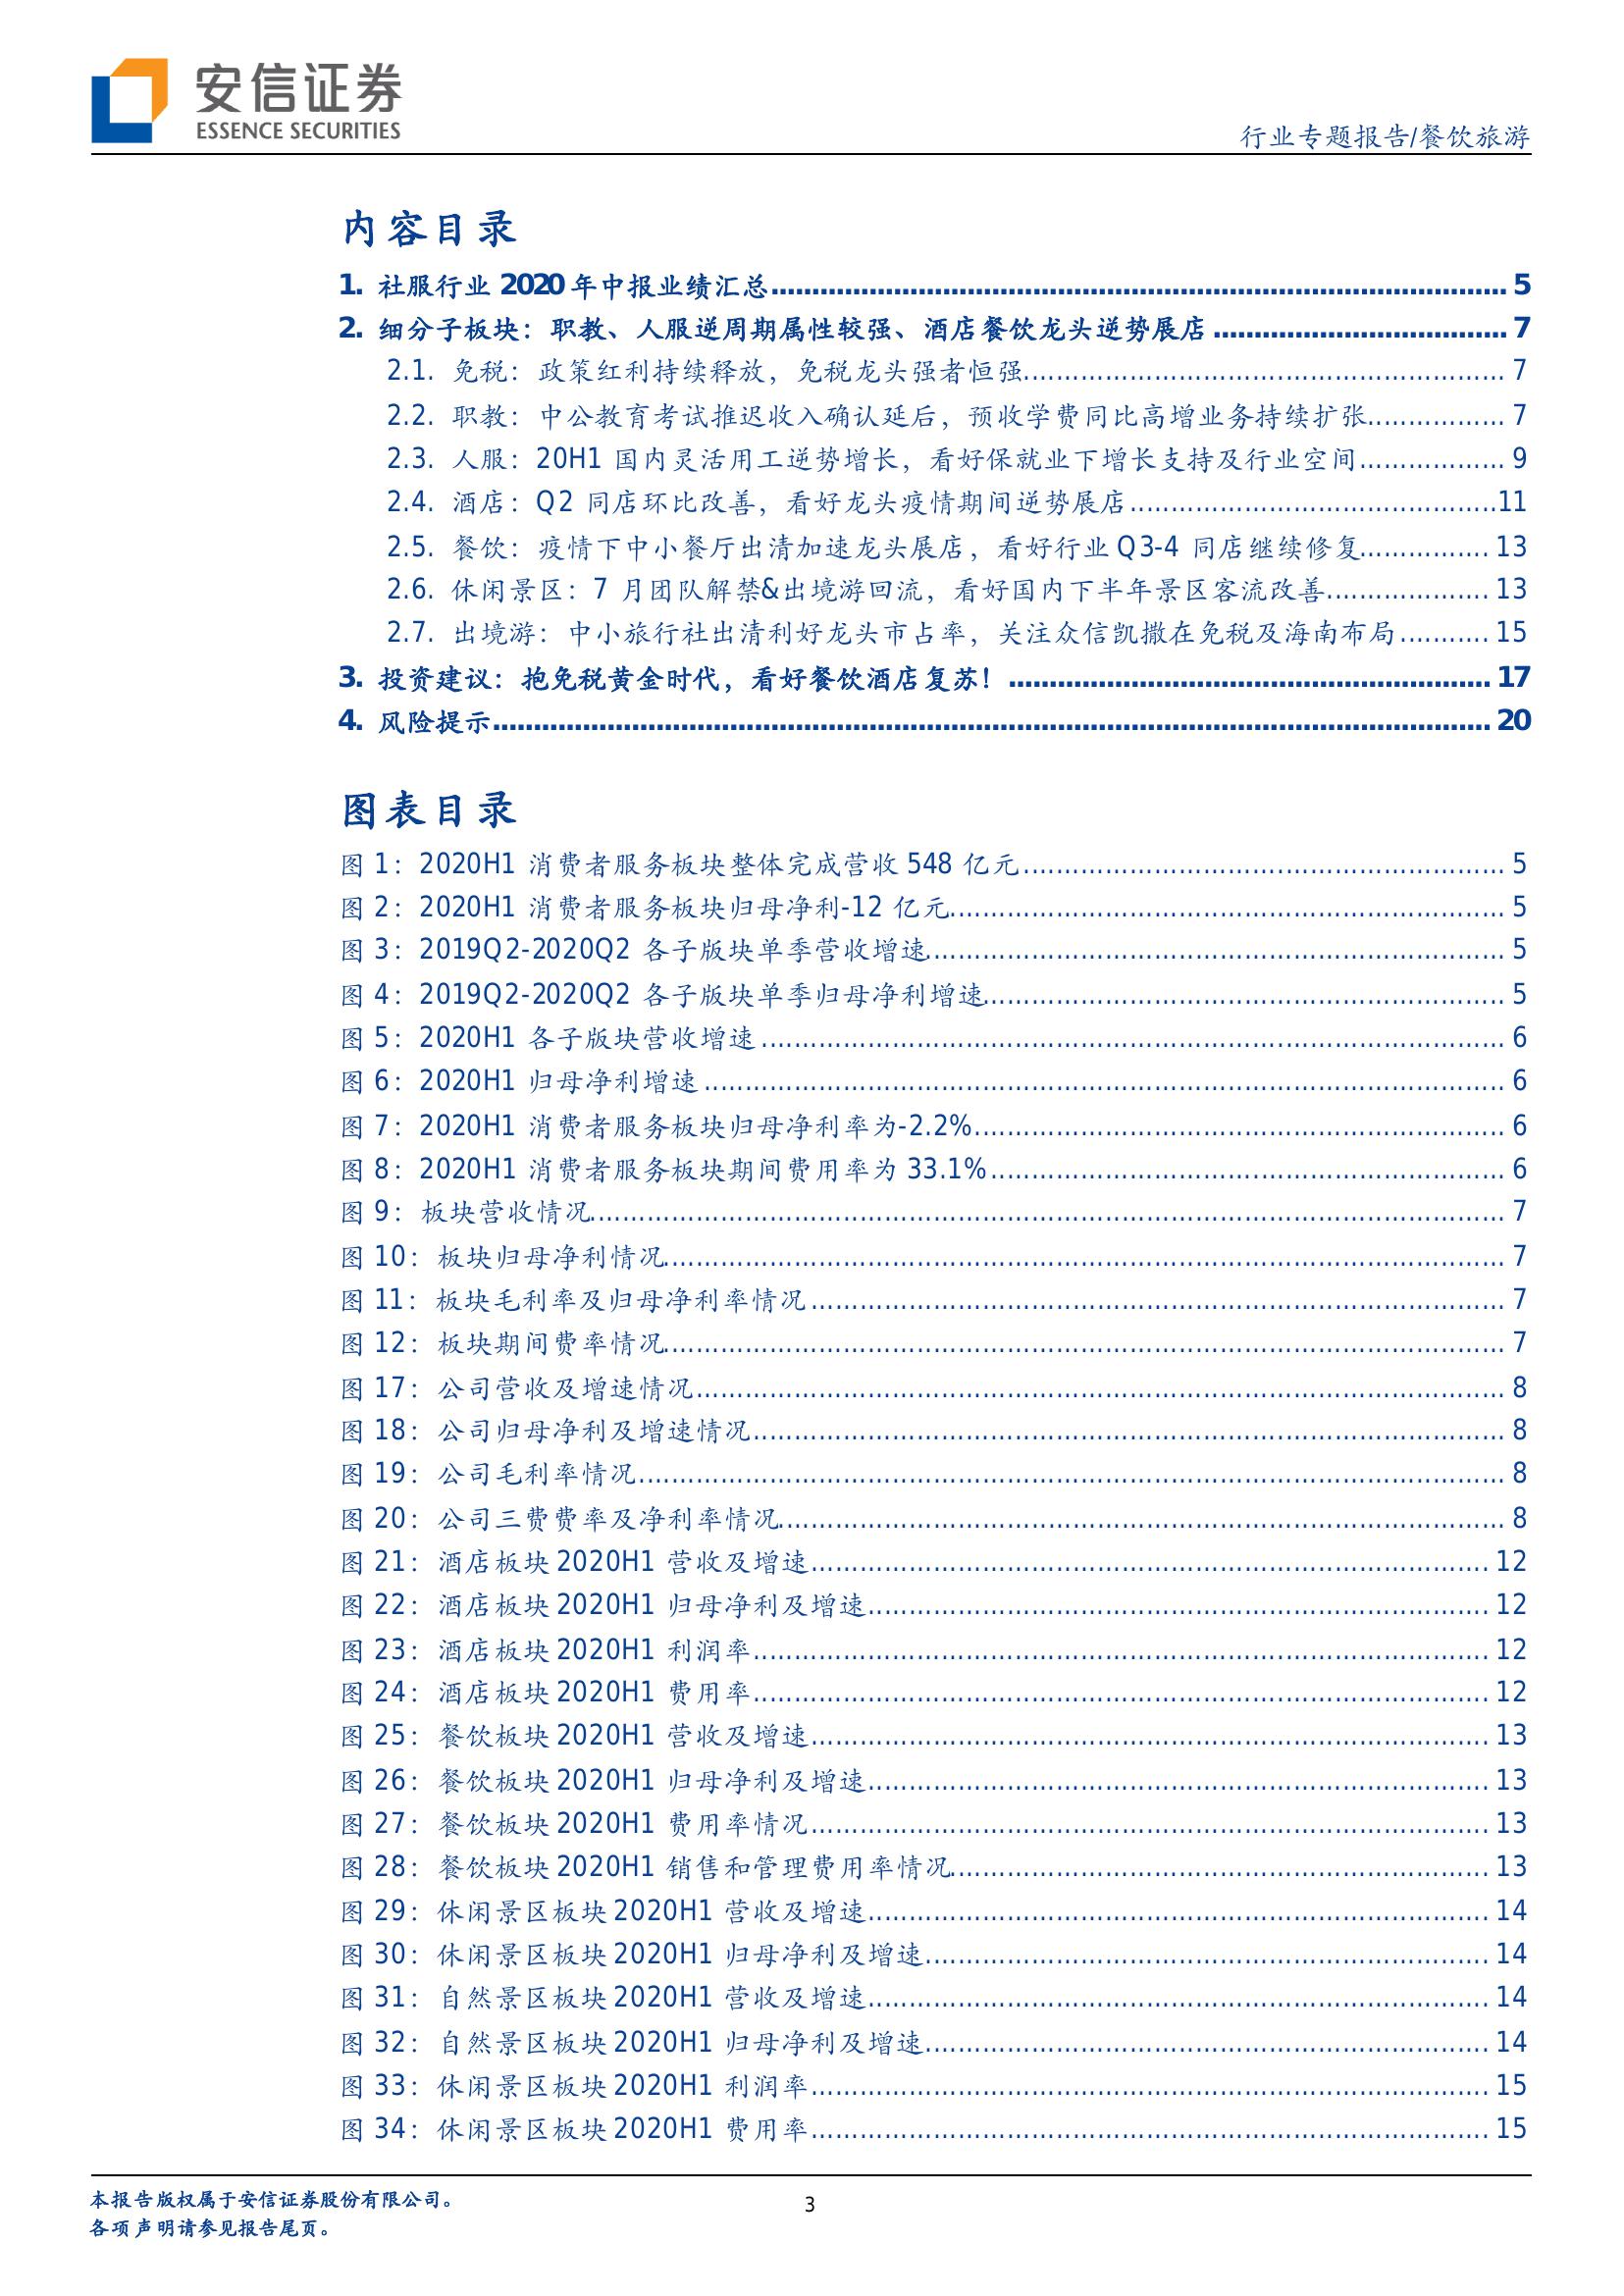 安信证券
ESSENCE SECURITIES
行业专题报告/餐饮旅游
内容目录
1. 社服行业 2020 年中报业绩汇总 5
2. 细分子板块：职教、人服逆周期属性较强、酒店餐饮龙头逆势展店 7
2.1. 免税：政策红利持续释放，免税龙头强者恒强 7
2.2. 职教：中公教育考试推迟收入确认延后，预收学费同比高增业务持续扩张 7
2.3. 人服：20H1 国内灵活用工逆势增长，看好保就业下增长支持及行业空间 9
2.4. 酒店：Q2 同店环比改善，看好龙头疫情期间逆势展店 11
2.5. 餐饮：疫情下中小餐厅出清加速龙头展店，看好行业 Q3-4 同店继续修复 13
2.6. 休闲景区：7 月团队解禁&出境游回流，看好国内下半年景区客流改善 13
2.7. 出境游：中小旅行社出清利好龙头市占率，关注众信凯撒在免税及海南布局 15
3. 投资建议：抱免税黄金时代，看好餐饮酒店复苏！ 17
4. 风险提示 20
图表目录
图 1：2020H1 消费者服务板块整体完成营收 548 亿元 5
图 2：2020H1 消费者服务板块归母净利-12 亿元 5
图 3：2019Q2-2020Q2 各子版块单季营收增速 5
图 4：2019Q2-2020Q2 各子版块单季归母净利增速 5
图 5：2020H1 各子版块营收增速 6
图 6：2020H1 归母净利增速 6
图 7：2020H1 消费者服务板块归母净利率为-2.2% 6
图 8：2020H1 消费者服务板块期间费用率为 33.1% 6
图 9：板块营收情况 7
图 10：板块归母净利情况 7
图 11：板块毛利率及归母净利率情况 7
图 12：板块期间费率情况 7
图 17：公司营收及增速情况 8
图 18：公司归母净利及增速情况 8
图 19：公司毛利率情况 8
图 20：公司三费费率及净利率情况 8
图 21：酒店板块 2020H1 营收及增速 12
图 22：酒店板块 2020H1 归母净利及增速 12
图 23：酒店板块 2020H1 利润率 12
图 24：酒店板块 2020H1 费用率 12
图 25：餐饮板块 2020H1 营收及增速 13
图 26：餐饮板块 2020H1 归母净利及增速 13
图 27：餐饮板块 2020H1 费用率情况 13
图 28：餐饮板块 2020H1 销售和管理费用率情况 13
图 29：休闲景区板块 2020H1 营收及增速 14
图 30：休闲景区板块 2020H1 归母净利及增速 14
图 31：自然景区板块 2020H1 营收及增速 14
图 32：自然景区板块 2020H1 归母净利及增速 14
图 33：休闲景区板块 2020H1 利润率 15
图 34：休闲景区板块 2020H1 费用率 15
本报告版权属于安信证券股份有限公司。
3
各项声明请参见报告尾页。